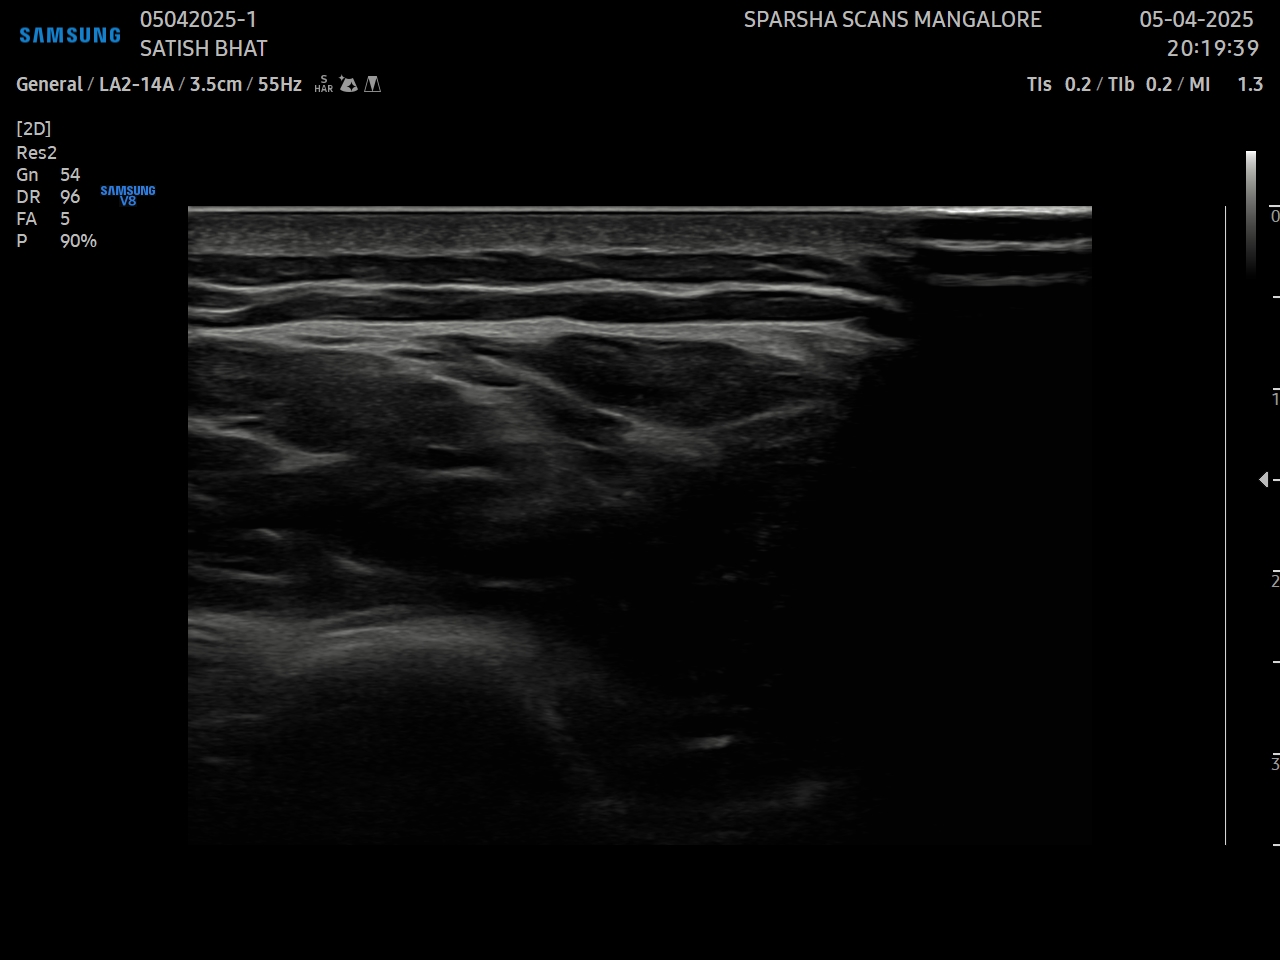 SAMSUNG
05042025-1
SATISH BHAT
SPARSHA SCANS MANGALORE
05-04-2025
20:19:39
General / LA2-14A / 3.5cm / 55Hz
S
HAR
TIs 0.2 / TIb 0.2 / MI 1.3
[2D]
Res2
Gn 54
DR 96
FA 5
P 90%
SAMSUNG
V8
0
1
2
3